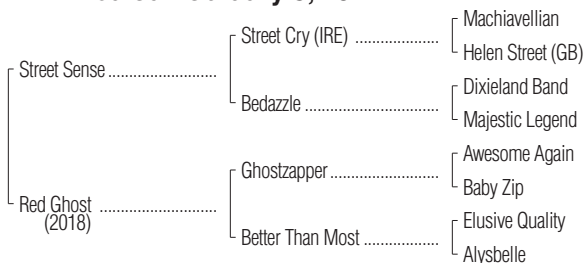 Machiavellian
Street Cry (IRE)
Helen Street (GB)
Street Sense
Dixieland Band
Bedazzle
Majestic Legend
Awesome Again
Ghostzapper
Baby Zip
Red Ghost
(2018)
Elusive Quality
Better Than Most
Alysbelle